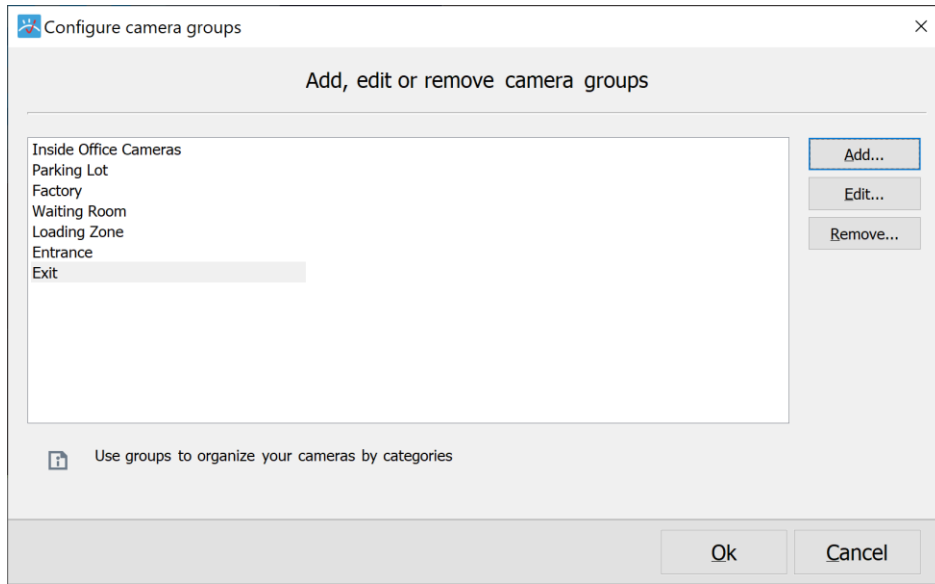 Configure camera groups
Add, edit or remove camera groups
Inside Office Cameras
Parking Lot
Factory
Waiting Room
Loading Zone
Entrance
Exit
Add...
Edit...
Remove...
Use groups to organize your cameras by categories
Ok
Cancel